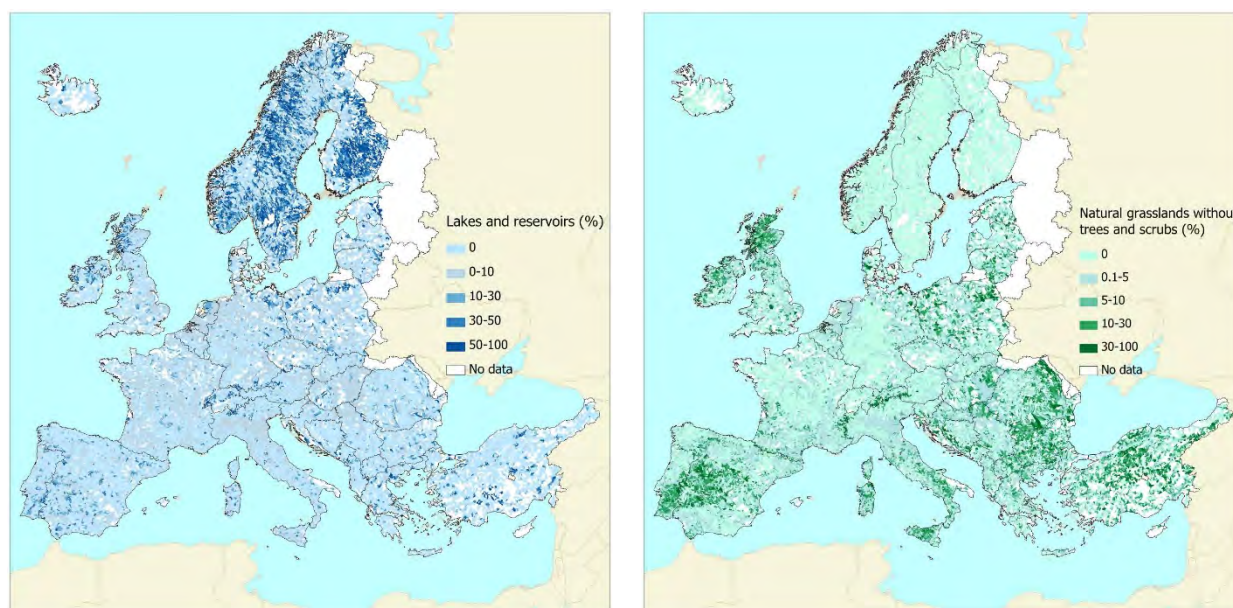 Lakes and reservoirs (%)
0
0-10
10-30
30-50
50-100
No data
Natural grasslands without
trees and scrubs (%)
0
0.1-5
5-10
10-30
30-100
No data